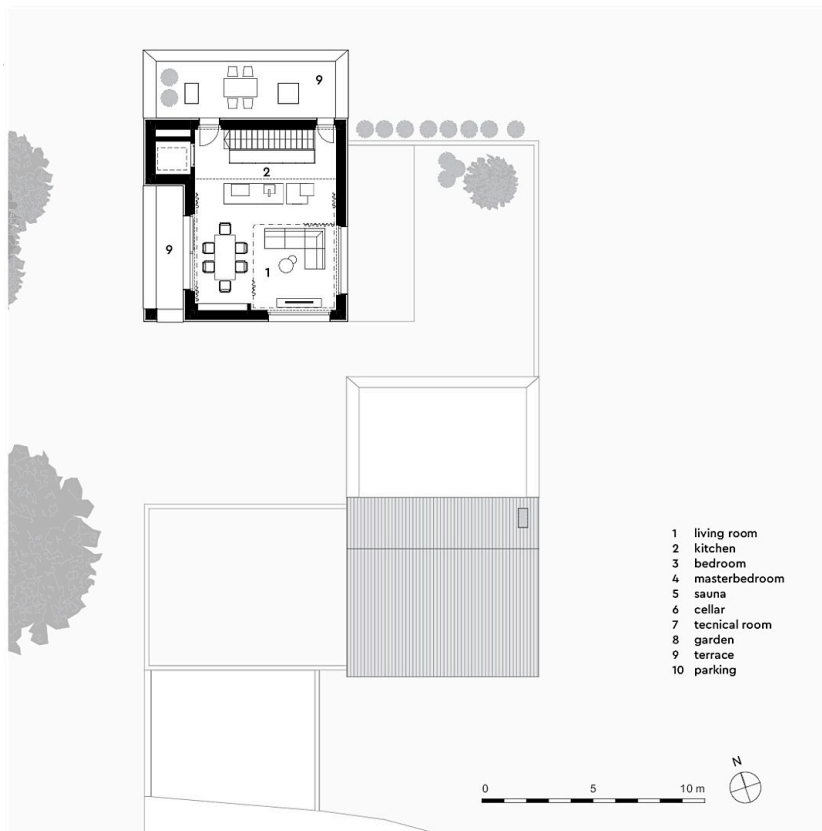 9
2
9
1
1 living room
2 kitchen
3 bedroom
4 masterbedroom
5 sauna
6 cellar
7 tecnical room
8 garden
9 terrace
10 parking
N
0 5 10 m